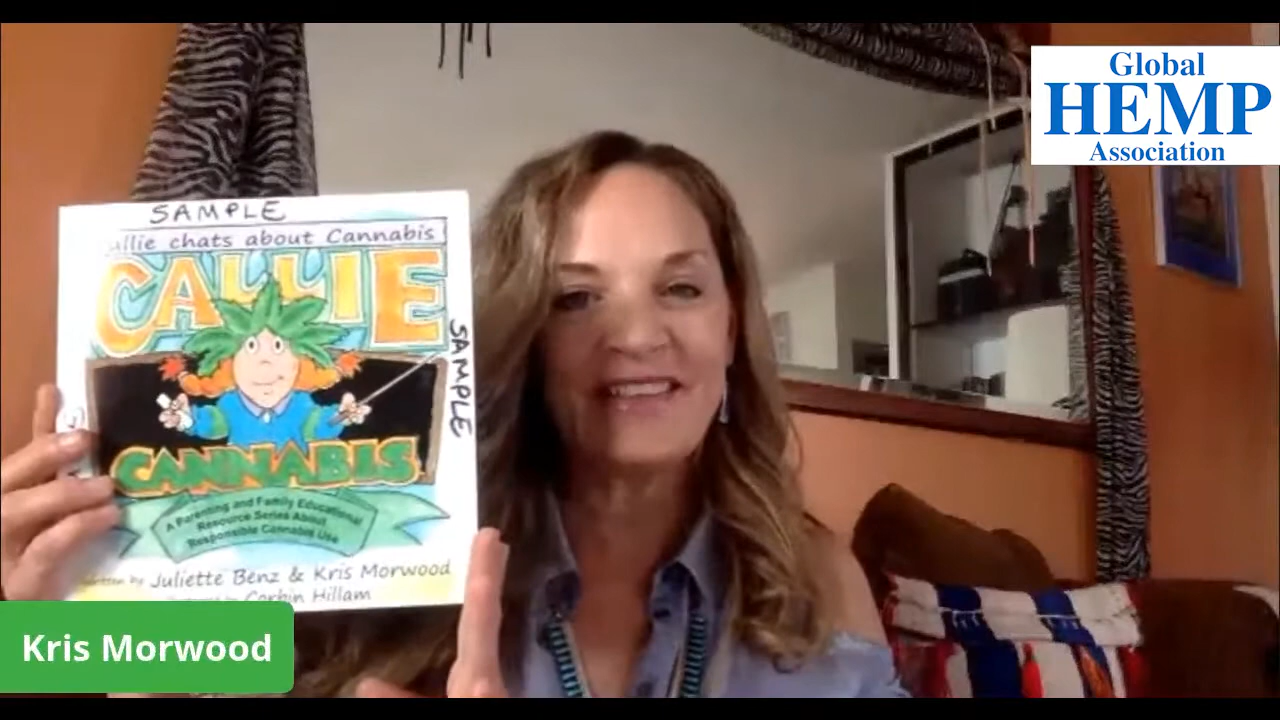 Global
HEMP
Association
SAMPLE
allie chats about Cannabis
CALLIE
SAMPLE
CANNABIS
A Parenting and Family Educational
Resource Series About
Responsible Cannabis Use
written by Juliette Benz & Kris Morwood
Corbin Hillam
Kris Morwood